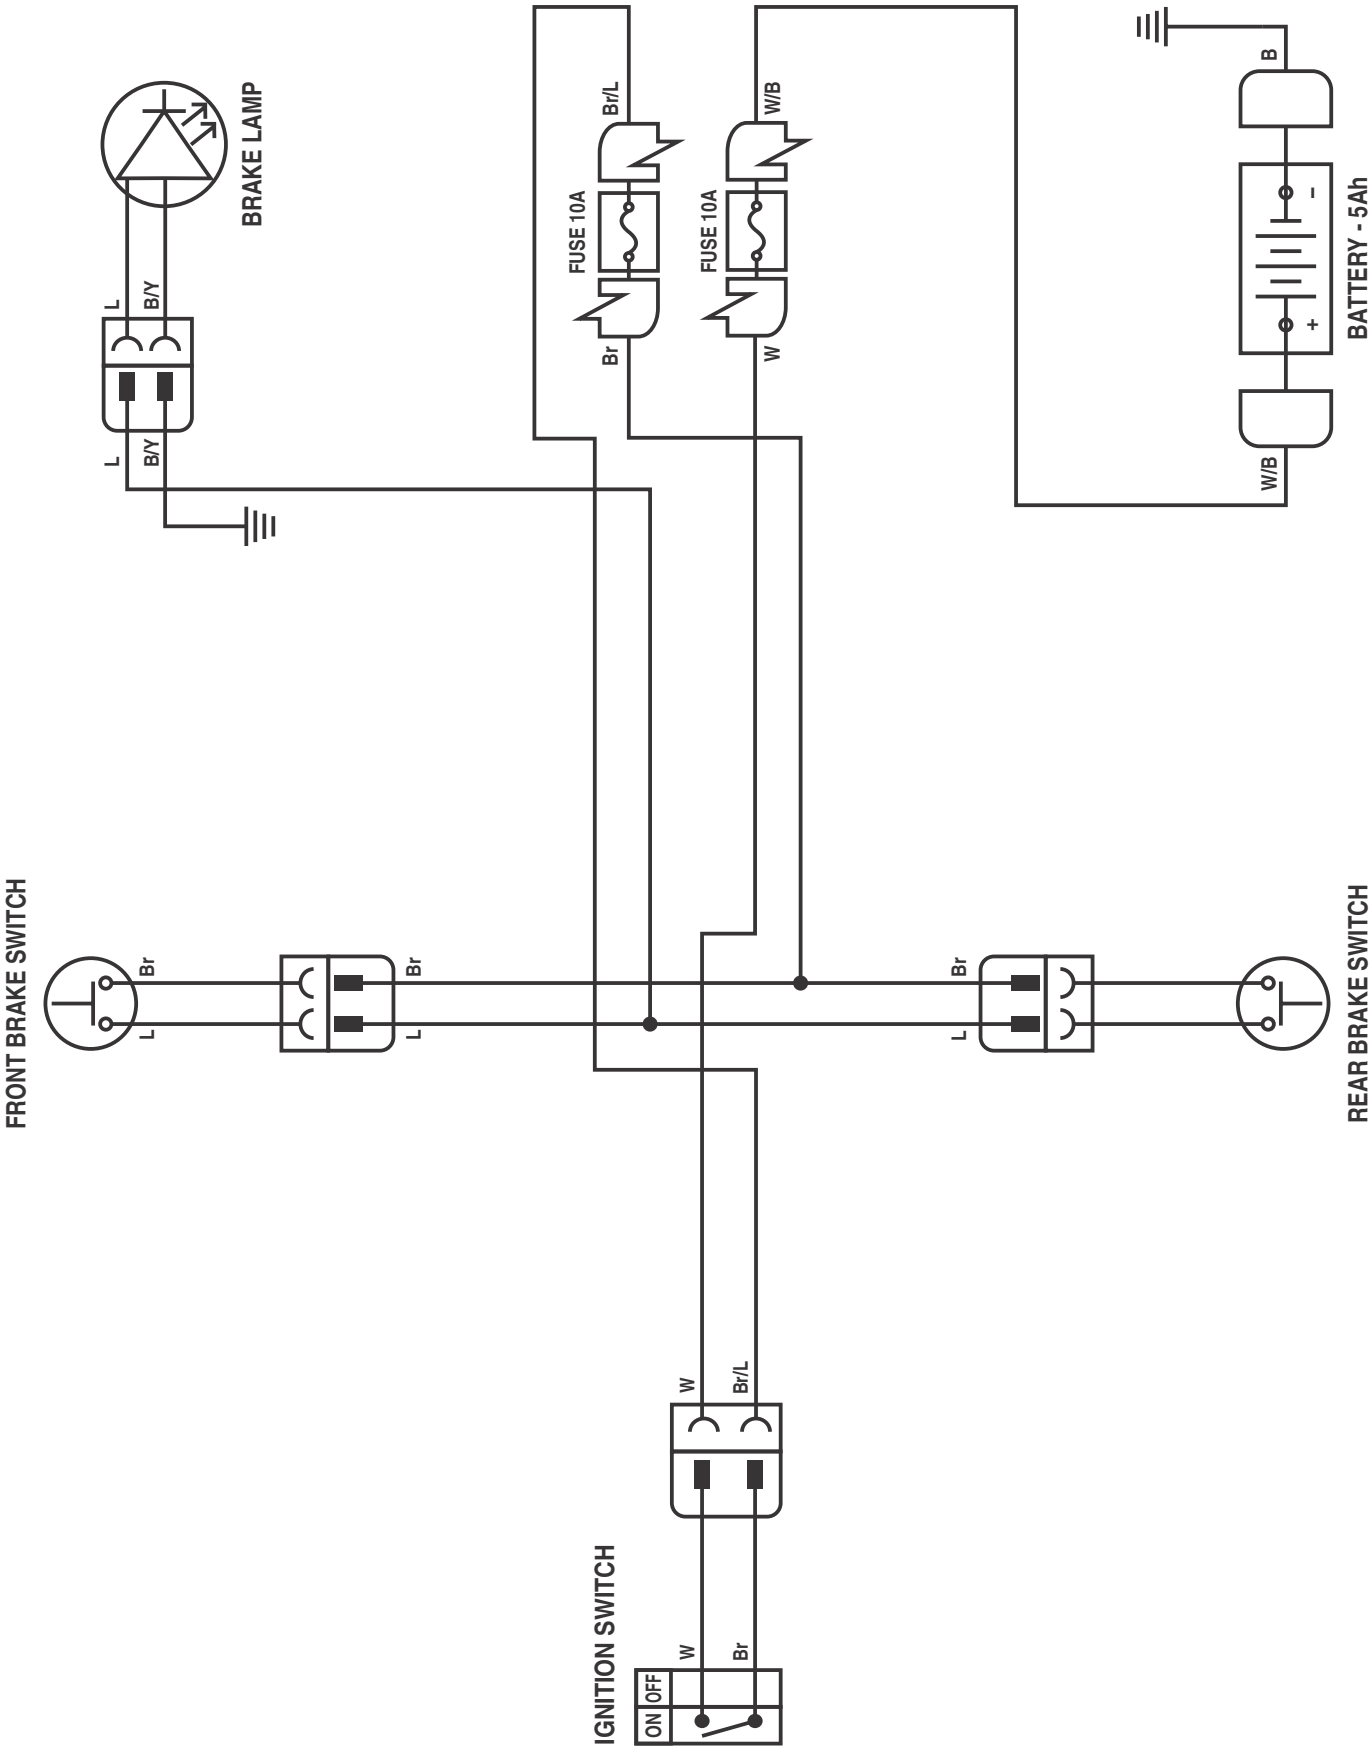 BRAKE LAMP
L
B/Y
L
B/Y
Br/L
FUSE 10A
Br
W/B
FUSE 10A
W
B
-
+
BATTERY - 5Ah
W/B
FRONT BRAKE SWITCH
Br
L
Br
L
Br
L
REAR BRAKE SWITCH
W
Br/L
IGNITION SWITCH
W
Br
OFF
ON